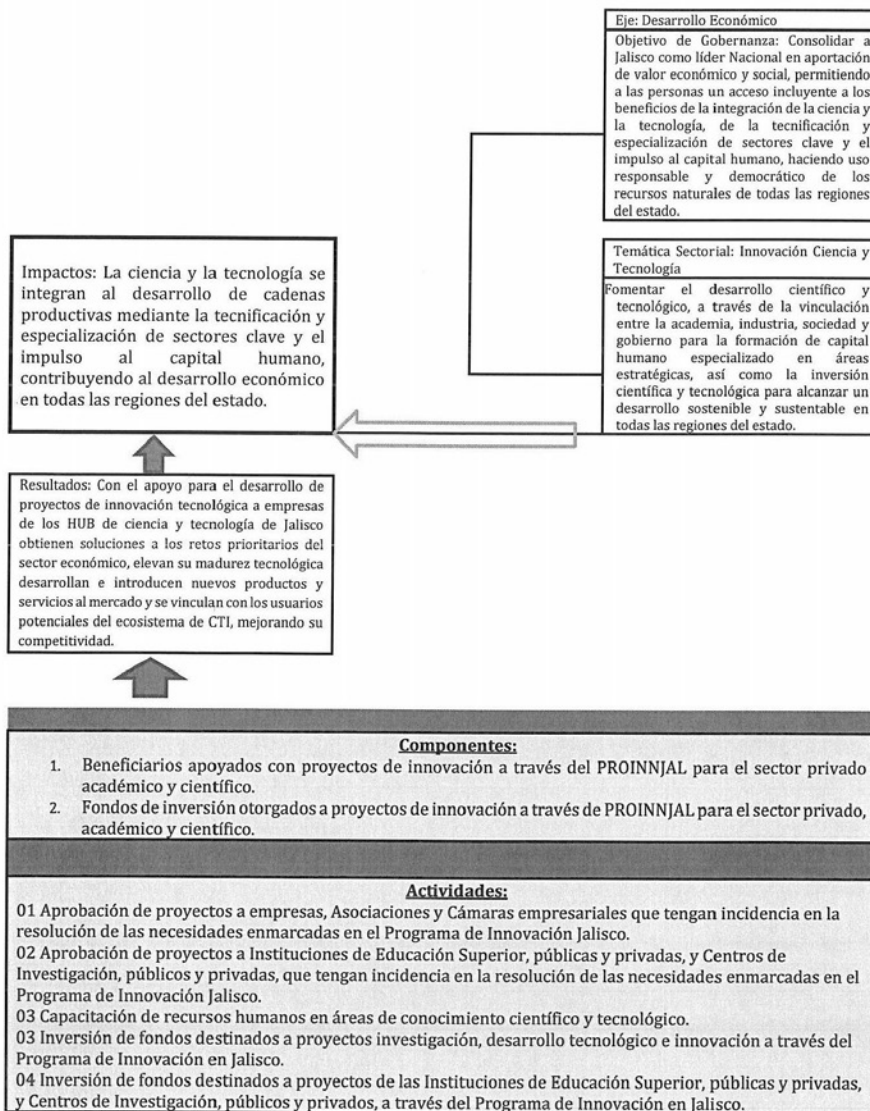 Eje: Desarrollo Económico
Objetivo de Gobernanza: Consolidar a
Jalisco como líder Nacional en aportación
de valor económico y social, permitiendo
a las personas un acceso incluyente a los
beneficios de la integración de la ciencia y
la tecnología, de la tecnificación y
especialización de sectores clave y el
impulso al capital humano, haciendo uso
responsable y democrático de los
recursos naturales de todas las regiones
del estado.
Temática Sectorial: Innovación Ciencia y
Tecnología
Fomentar el desarrollo científico y
tecnológico, a través de la vinculación
entre la academia, industria, sociedad y
gobierno para la formación de capital
humano especializado en áreas
estratégicas, así como la inversión
científica y tecnológica para alcanzar un
desarrollo sostenible y sustentable en
todas las regiones del estado.
Impactos: La ciencia y la tecnología se
integran al desarrollo de cadenas
productivas mediante la tecnificación y
especialización de sectores clave y el
impulso al capital humano,
contribuyendo al desarrollo económico
en todas las regiones del estado.
Resultados: Con el apoyo para el desarrollo de
proyectos de innovación tecnológica a empresas
de los HUB de ciencia y tecnología de Jalisco
obtienen soluciones a los retos prioritarios del
sector económico, elevan su madurez tecnológica
desarrollan e introducen nuevos productos y
servicios al mercado y se vinculan con los usuarios
potenciales del ecosistema de CTI, mejorando su
competitividad.
Componentes:
1. Beneficiarios apoyados con proyectos de innovación a través del PROINNJAL para el sector privado
académico y científico.
2. Fondos de inversión otorgados a proyectos de innovación a través de PROINNJAL para el sector privado,
académico y científico.
Actividades:
01 Aprobación de proyectos a empresas, Asociaciones y Cámaras empresariales que tengan incidencia en la
resolución de las necesidades enmarcadas en el Programa de Innovación Jalisco.
02 Aprobación de proyectos a Instituciones de Educación Superior, públicas y privadas, y Centros de
Investigación, públicos y privadas, que tengan incidencia en la resolución de las necesidades enmarcadas en el
Programa de Innovación Jalisco.
03 Capacitación de recursos humanos en áreas de conocimiento científico y tecnológico.
03 Inversión de fondos destinados a proyectos investigación, desarrollo tecnológico e innovación a través del
Programa de Innovación en Jalisco.
04 Inversión de fondos destinados a proyectos de las Instituciones de Educación Superior, públicas y privadas,
y Centros de Investigación, públicos y privados, a través del Programa de Innovación en Jalisco.